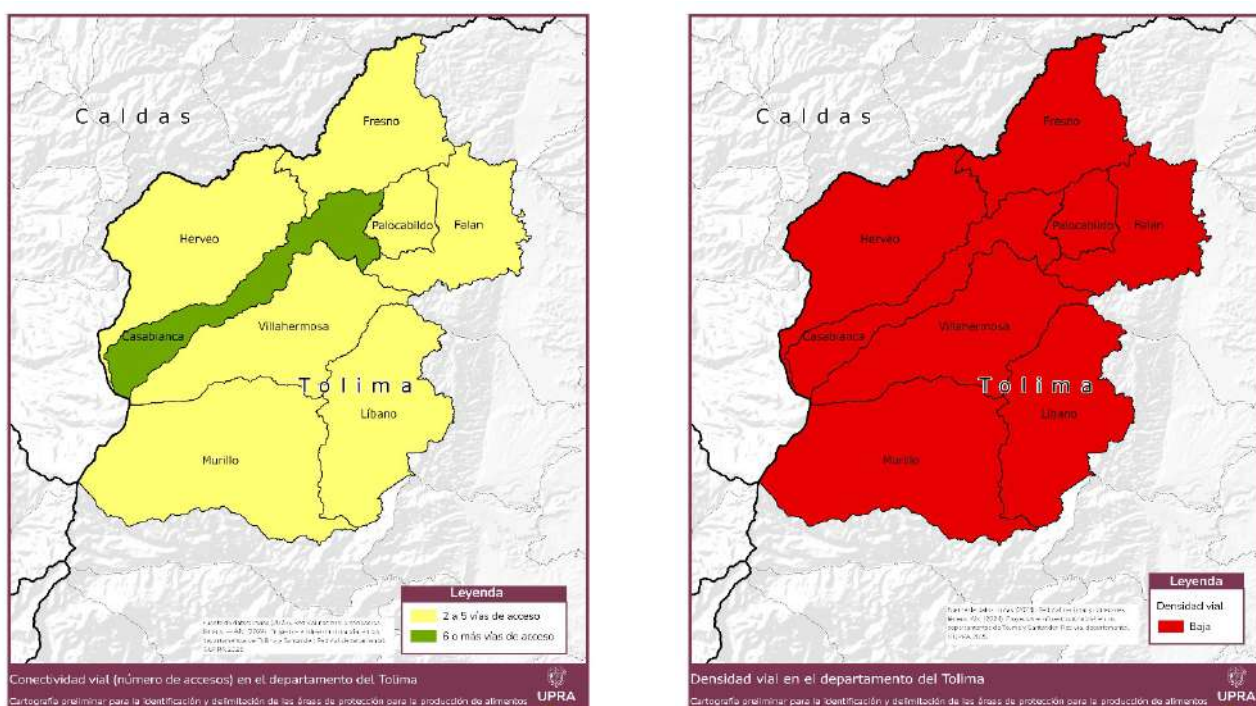 Caldas
Fresno
Herveo
Palocabildo
Falan
Casabianca
Villahermosa
Tolima
Líbano
Murillo
Leyenda
2 a 5 vías de acceso
6 o más vías de acceso
Conectividad vial (número de accesos) en el departamento del Tolima
Cartografía preliminar para la identificación y delimitación de las áreas de protección para la producción de alimentos
UPRA
Caldas
Fresno
Herveo
Palocabildo
Falan
Casabianca
Villahermosa
Tolima
Líbano
Murillo
Leyenda
Densidad vial
Baja
Densidad vial en el departamento del Tolima
Cartografía preliminar para la identificación y delimitación de las áreas de protección para la producción de alimentos
UPRA